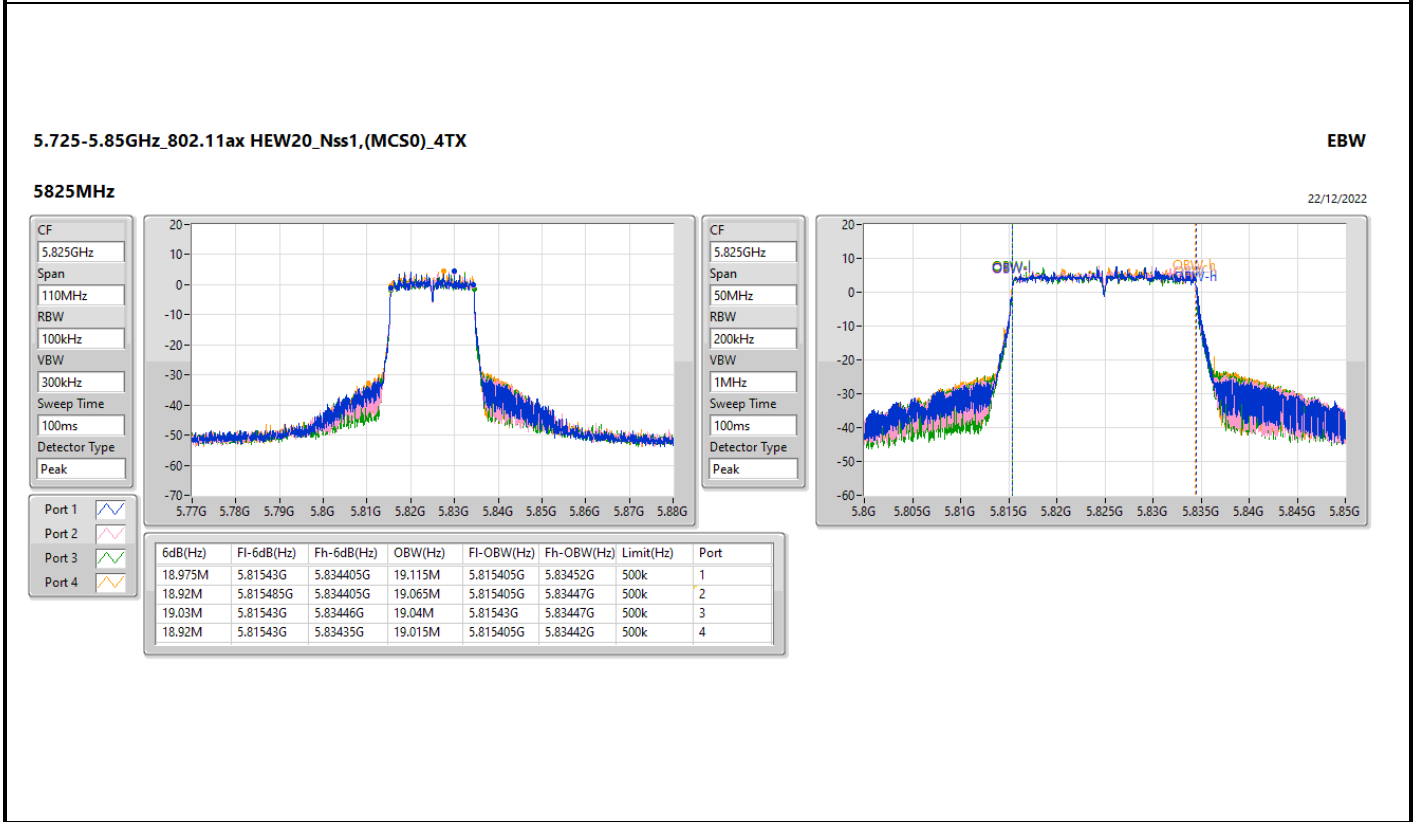 5.725-5.85GHz_802.11ax HEW20_Nss1,(MCS0)_4TX
EBW
5825MHz
22/12/2022
CF
5.825GHz
Span
110MHz
RBW
100kHz
VBW
300kHz
Sweep Time
100ms
Detector Type
Peak
20
10
0
-10
-20
-30
-40
-50
-60
-70
5.77G 5.78G 5.79G 5.8G 5.81G 5.82G 5.83G 5.84G 5.85G 5.86G 5.87G 5.88G
CF
5.825GHz
Span
50MHz
RBW
200kHz
VBW
1MHz
Sweep Time
100ms
Detector Type
Peak
20
10
0
-10
-20
-30
-40
-50
-60
OBW-l
OBW-h
OBW-H
5.8G 5.805G 5.81G 5.815G 5.82G 5.825G 5.83G 5.835G 5.84G 5.845G 5.85G
Port 1
Port 2
Port 3
Port 4
6dB(Hz) Fl-6dB(Hz) Fh-6dB(Hz) OBW(Hz) Fl-OBW(Hz) Fh-OBW(Hz) Limit(Hz) Port
18.975M 5.81543G 5.834405G 19.115M 5.815405G 5.83452G 500k 1
18.92M 5.815485G 5.834405G 19.065M 5.815405G 5.83447G 500k 2
19.03M 5.81543G 5.83446G 19.04M 5.81543G 5.83447G 500k 3
18.92M 5.81543G 5.83435G 19.015M 5.815405G 5.83442G 500k 4